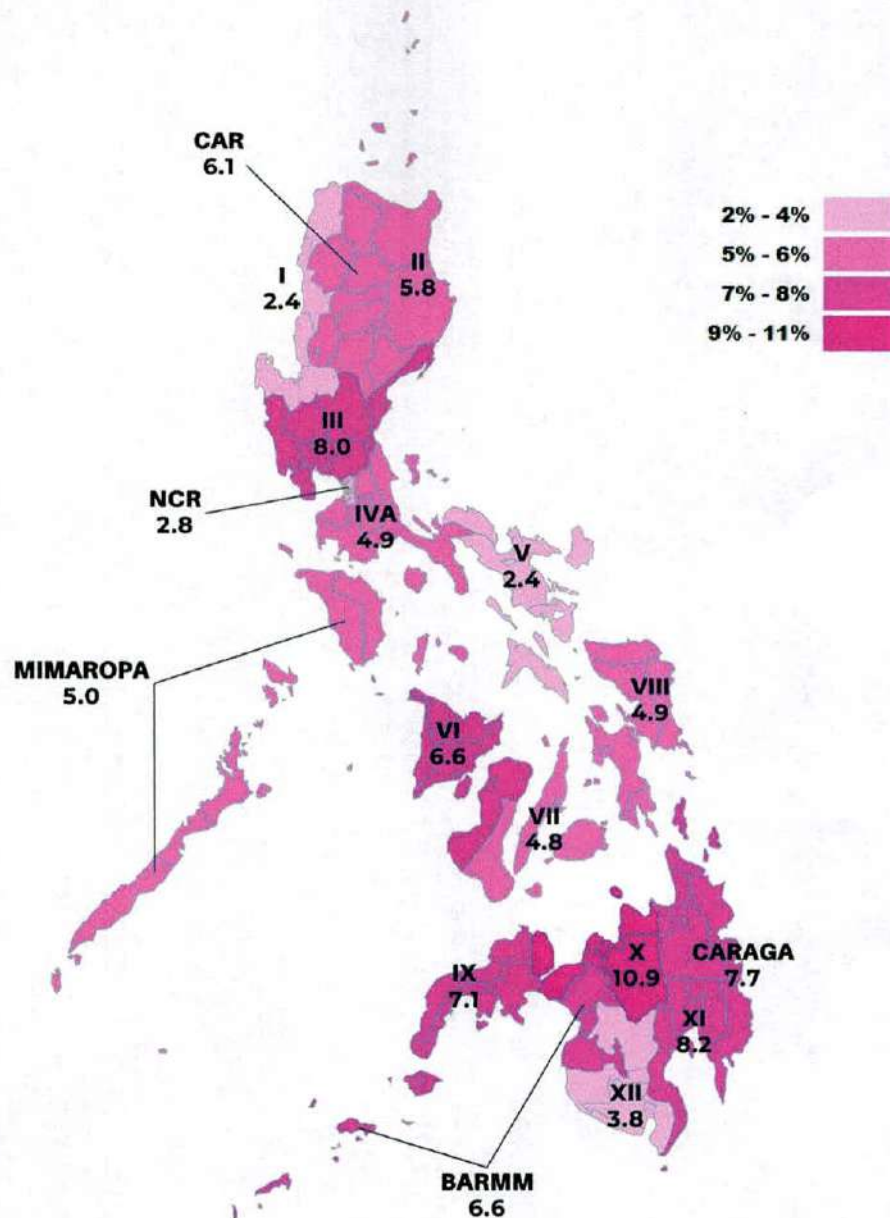 CAR
6.1
2% - 4%
5% - 6%
7% - 8%
9% - 11%
I
2.4
II
5.8
III
8.0
NCR
2.8
IVA
4.9
V
2.4
MIMAROPA
5.0
VIII
4.9
VI
6.6
VII
4.8
IX
7.1
X
10.9
CARAGA
7.7
XI
8.2
XII
3.8
BARMM
6.6